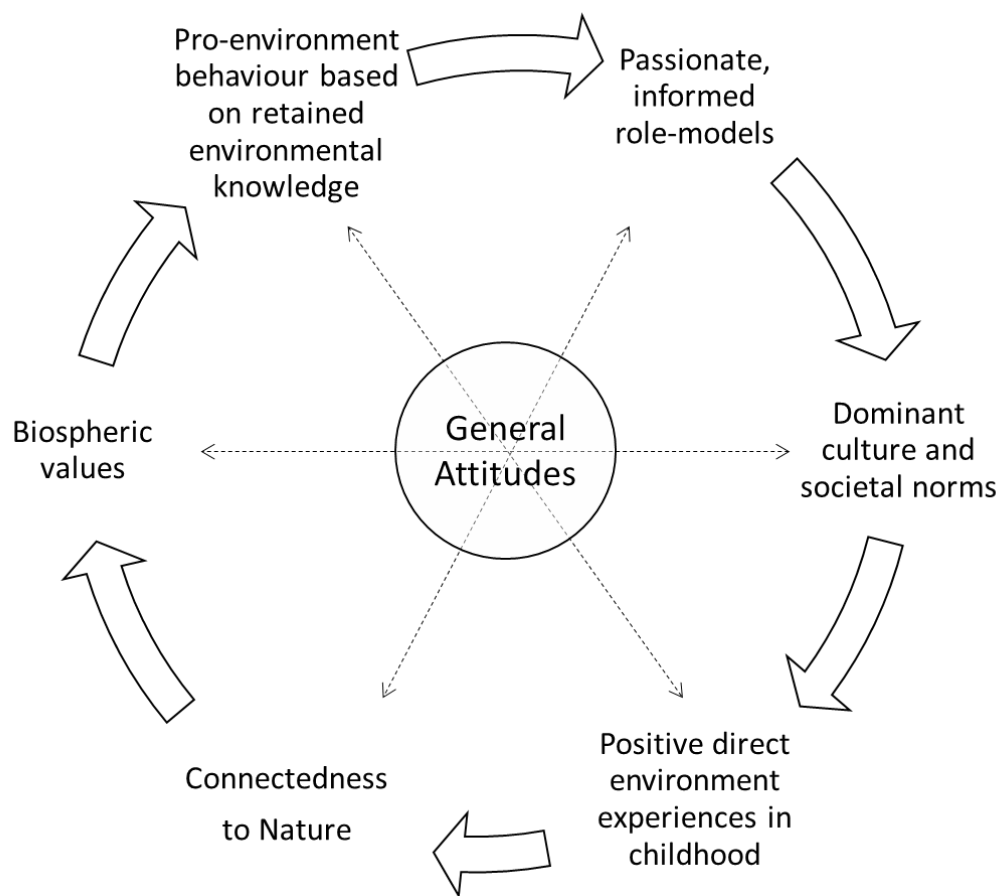 Pro-environment
behaviour based
on retained
environmental
knowledge
Passionate,
informed
role-models
Dominant
culture and
societal norms
Positive direct
environment
experiences in
childhood
Connectedness
to Nature
Biospheric
values
General
Attitudes